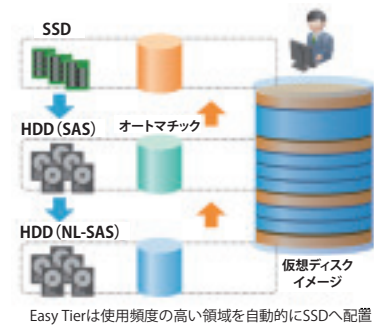 SSD
HDD（SAS）
オートマチック
HDD（NL-SAS）
仮想ディスク
イメージ
Easy Tierは使用頻度の高い領域を自動的にSSDへ配置